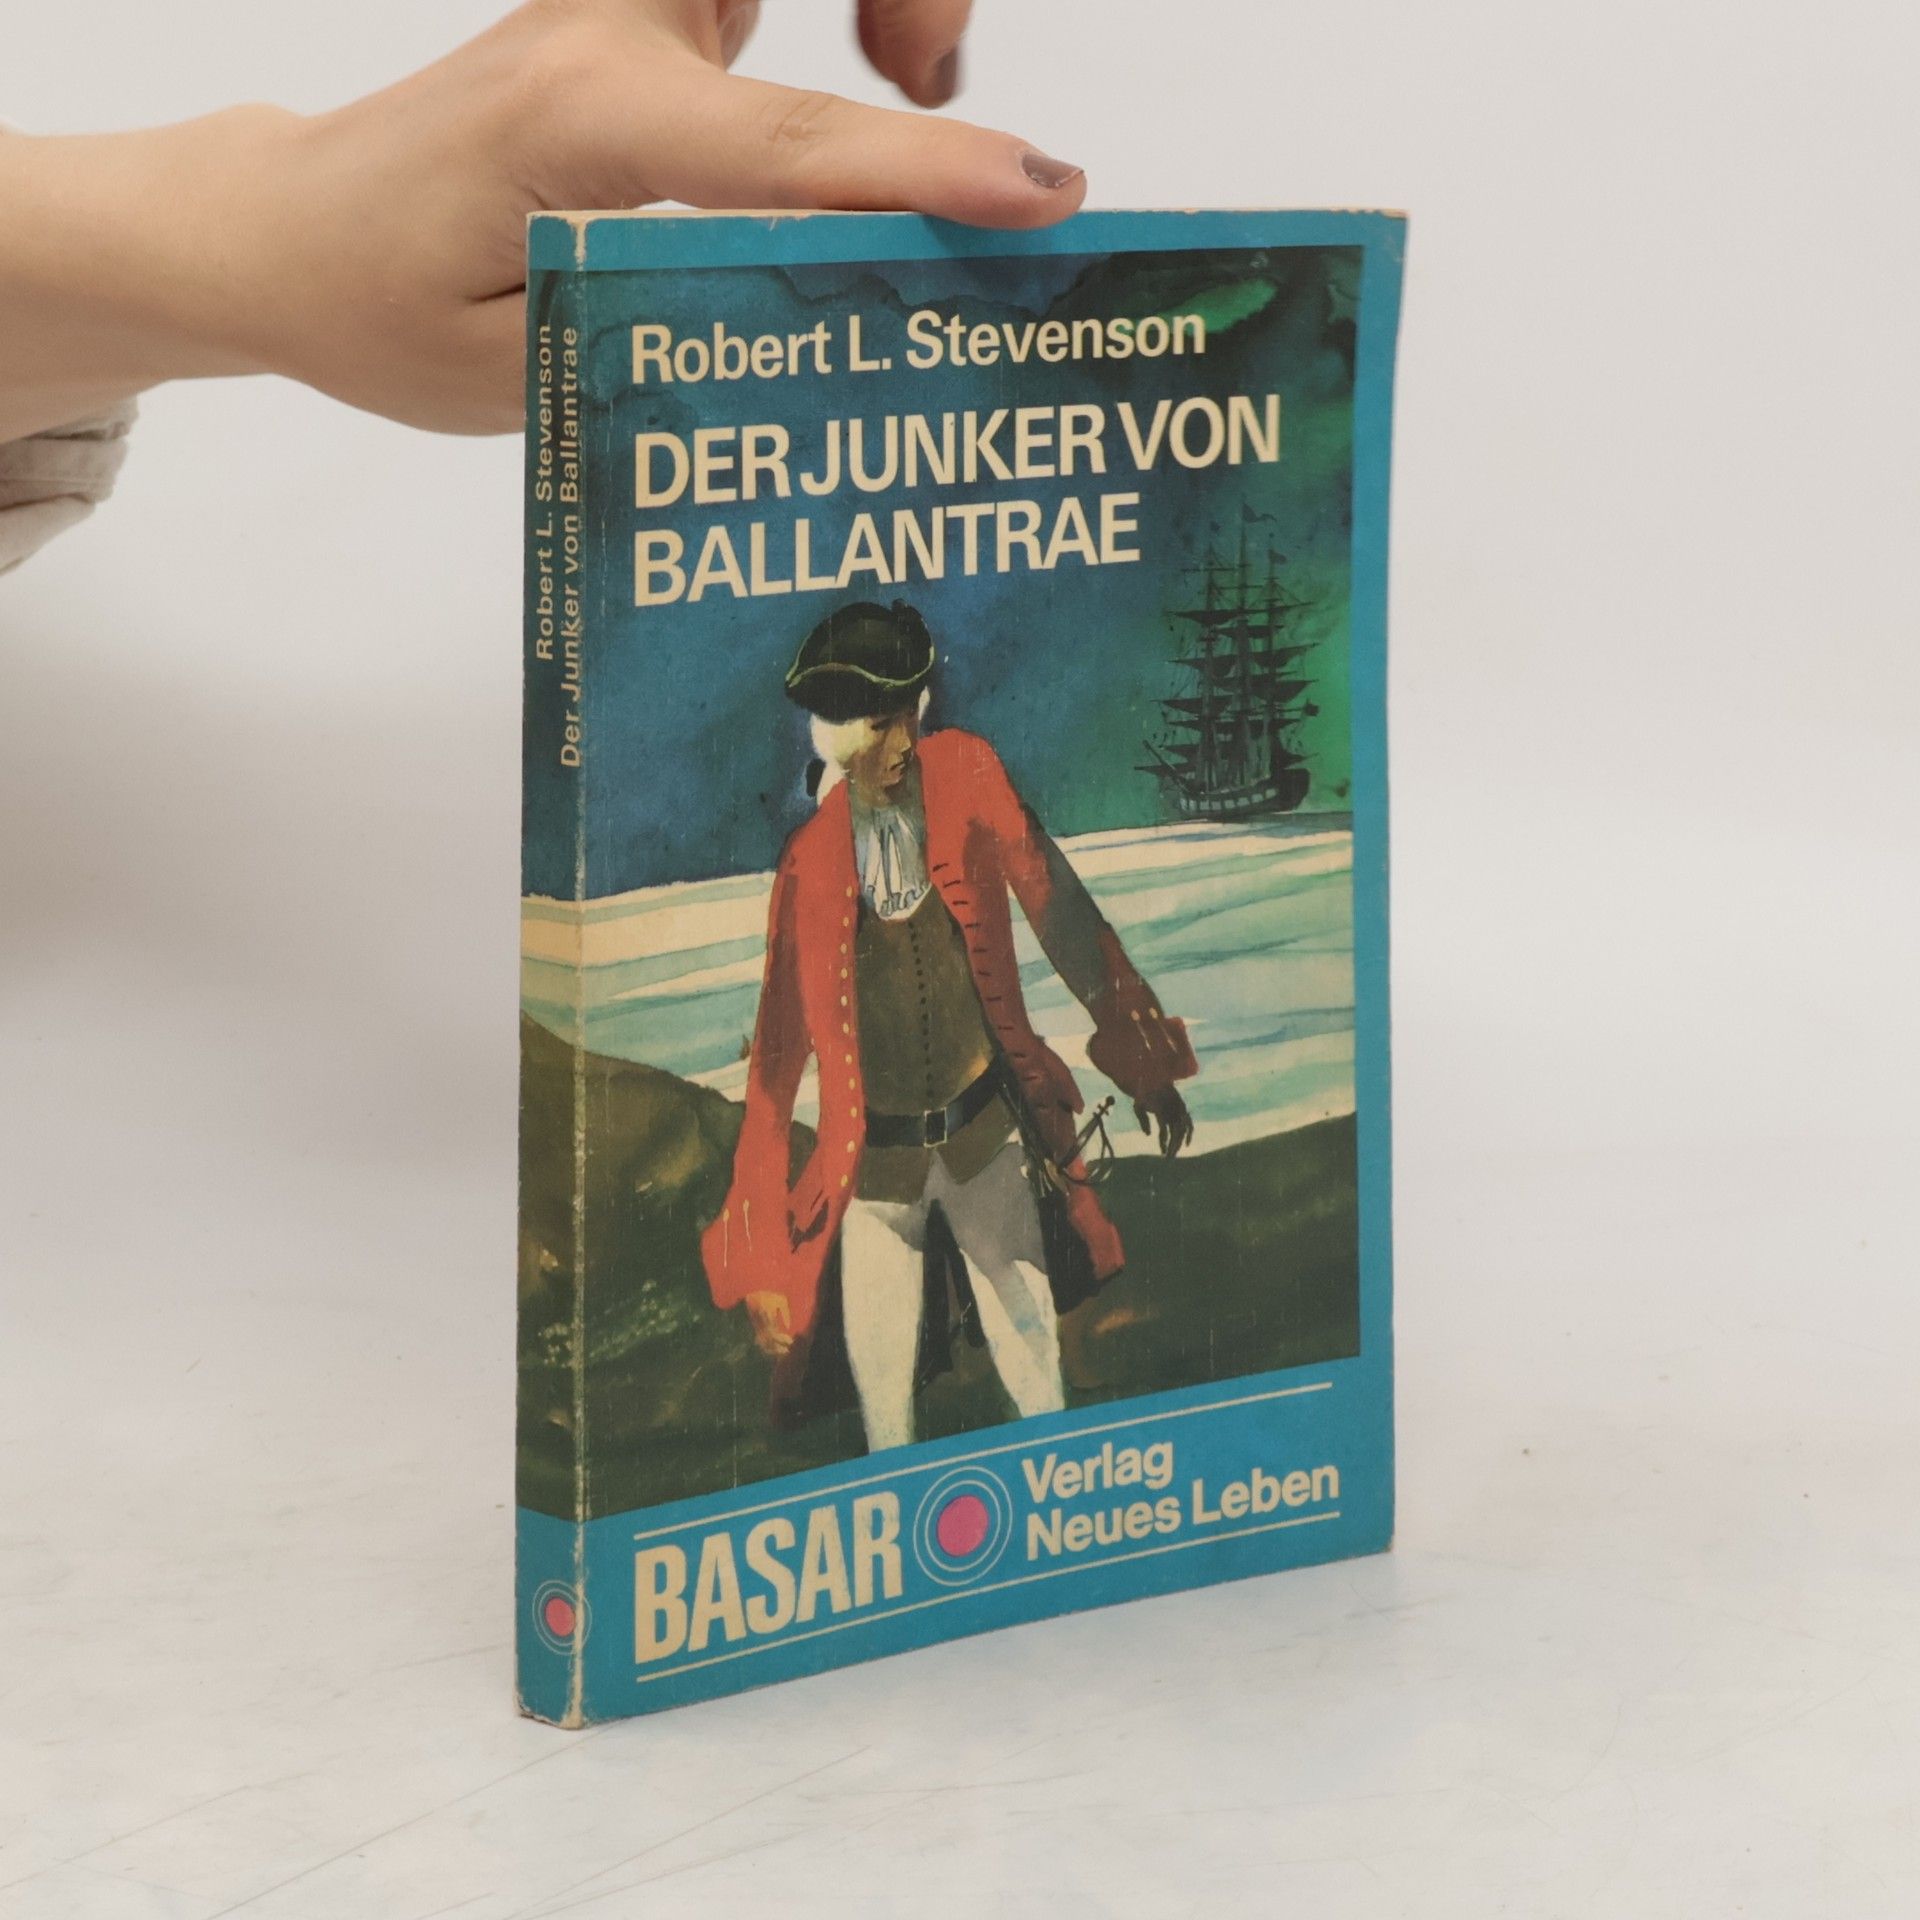 Robert L. Stevenson
DER JUNKER VON
BALLANTRAE
BASAR
Verlag
Neues Leben
Robert L. Stevenson
Der Junker von Ballantrae